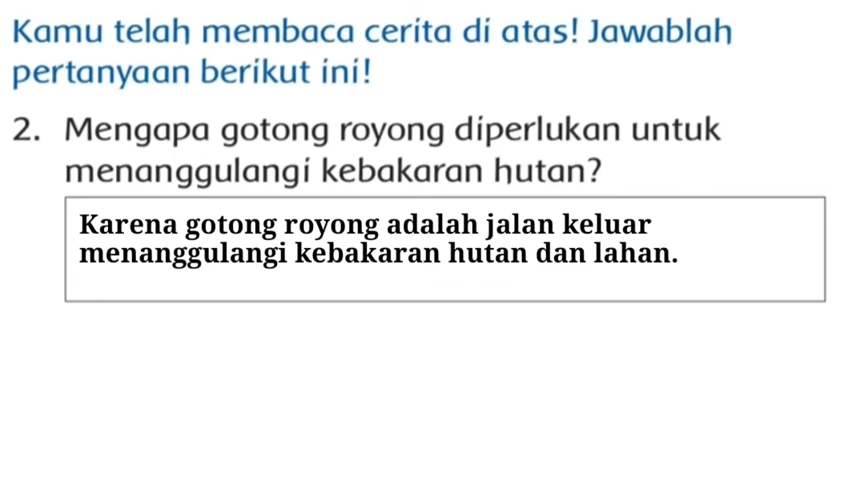 Kamu telah membaca cerita di atas! Jawablah
pertanyaan berikut ini!
2. Mengapa gotong royong diperlukan untuk
menanggulangi kebakaran hutan?
Karena gotong royong adalah jalan keluar
menanggulangi kebakaran hutan dan lahan.